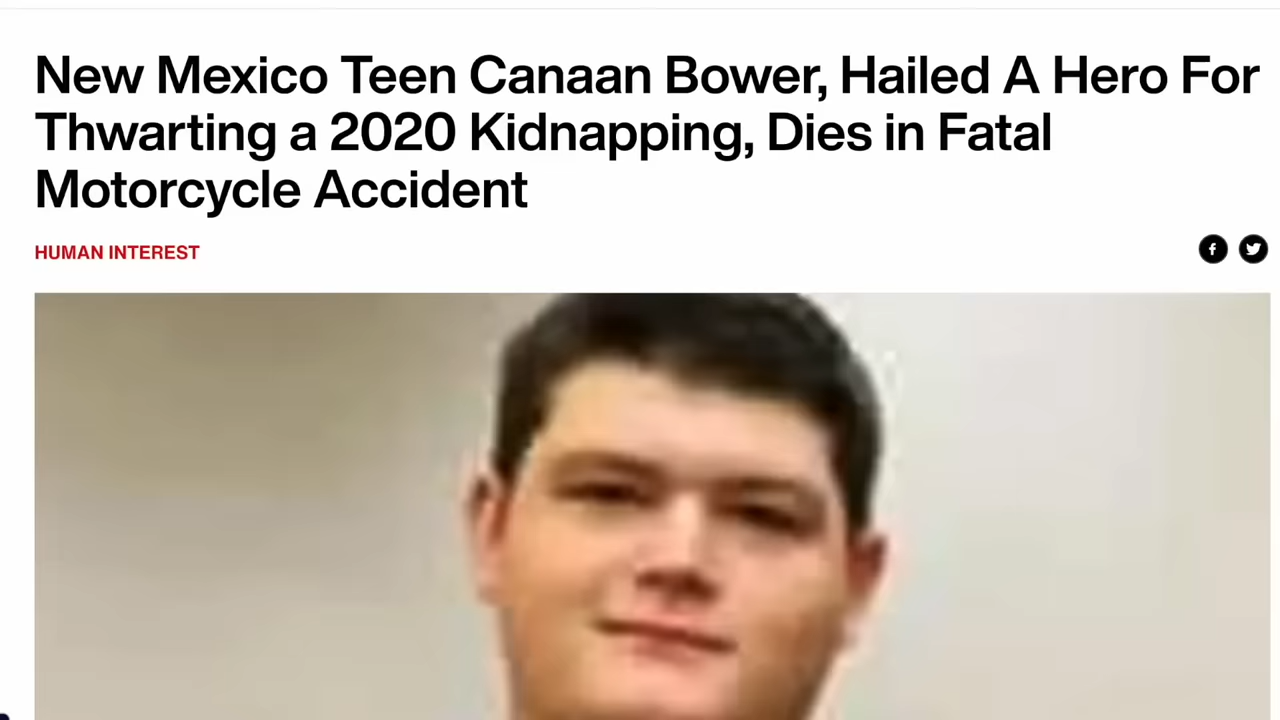 New Mexico Teen Canaan Bower, Hailed A Hero For
Thwarting a 2020 Kidnapping, Dies in Fatal
Motorcycle Accident
HUMAN INTEREST